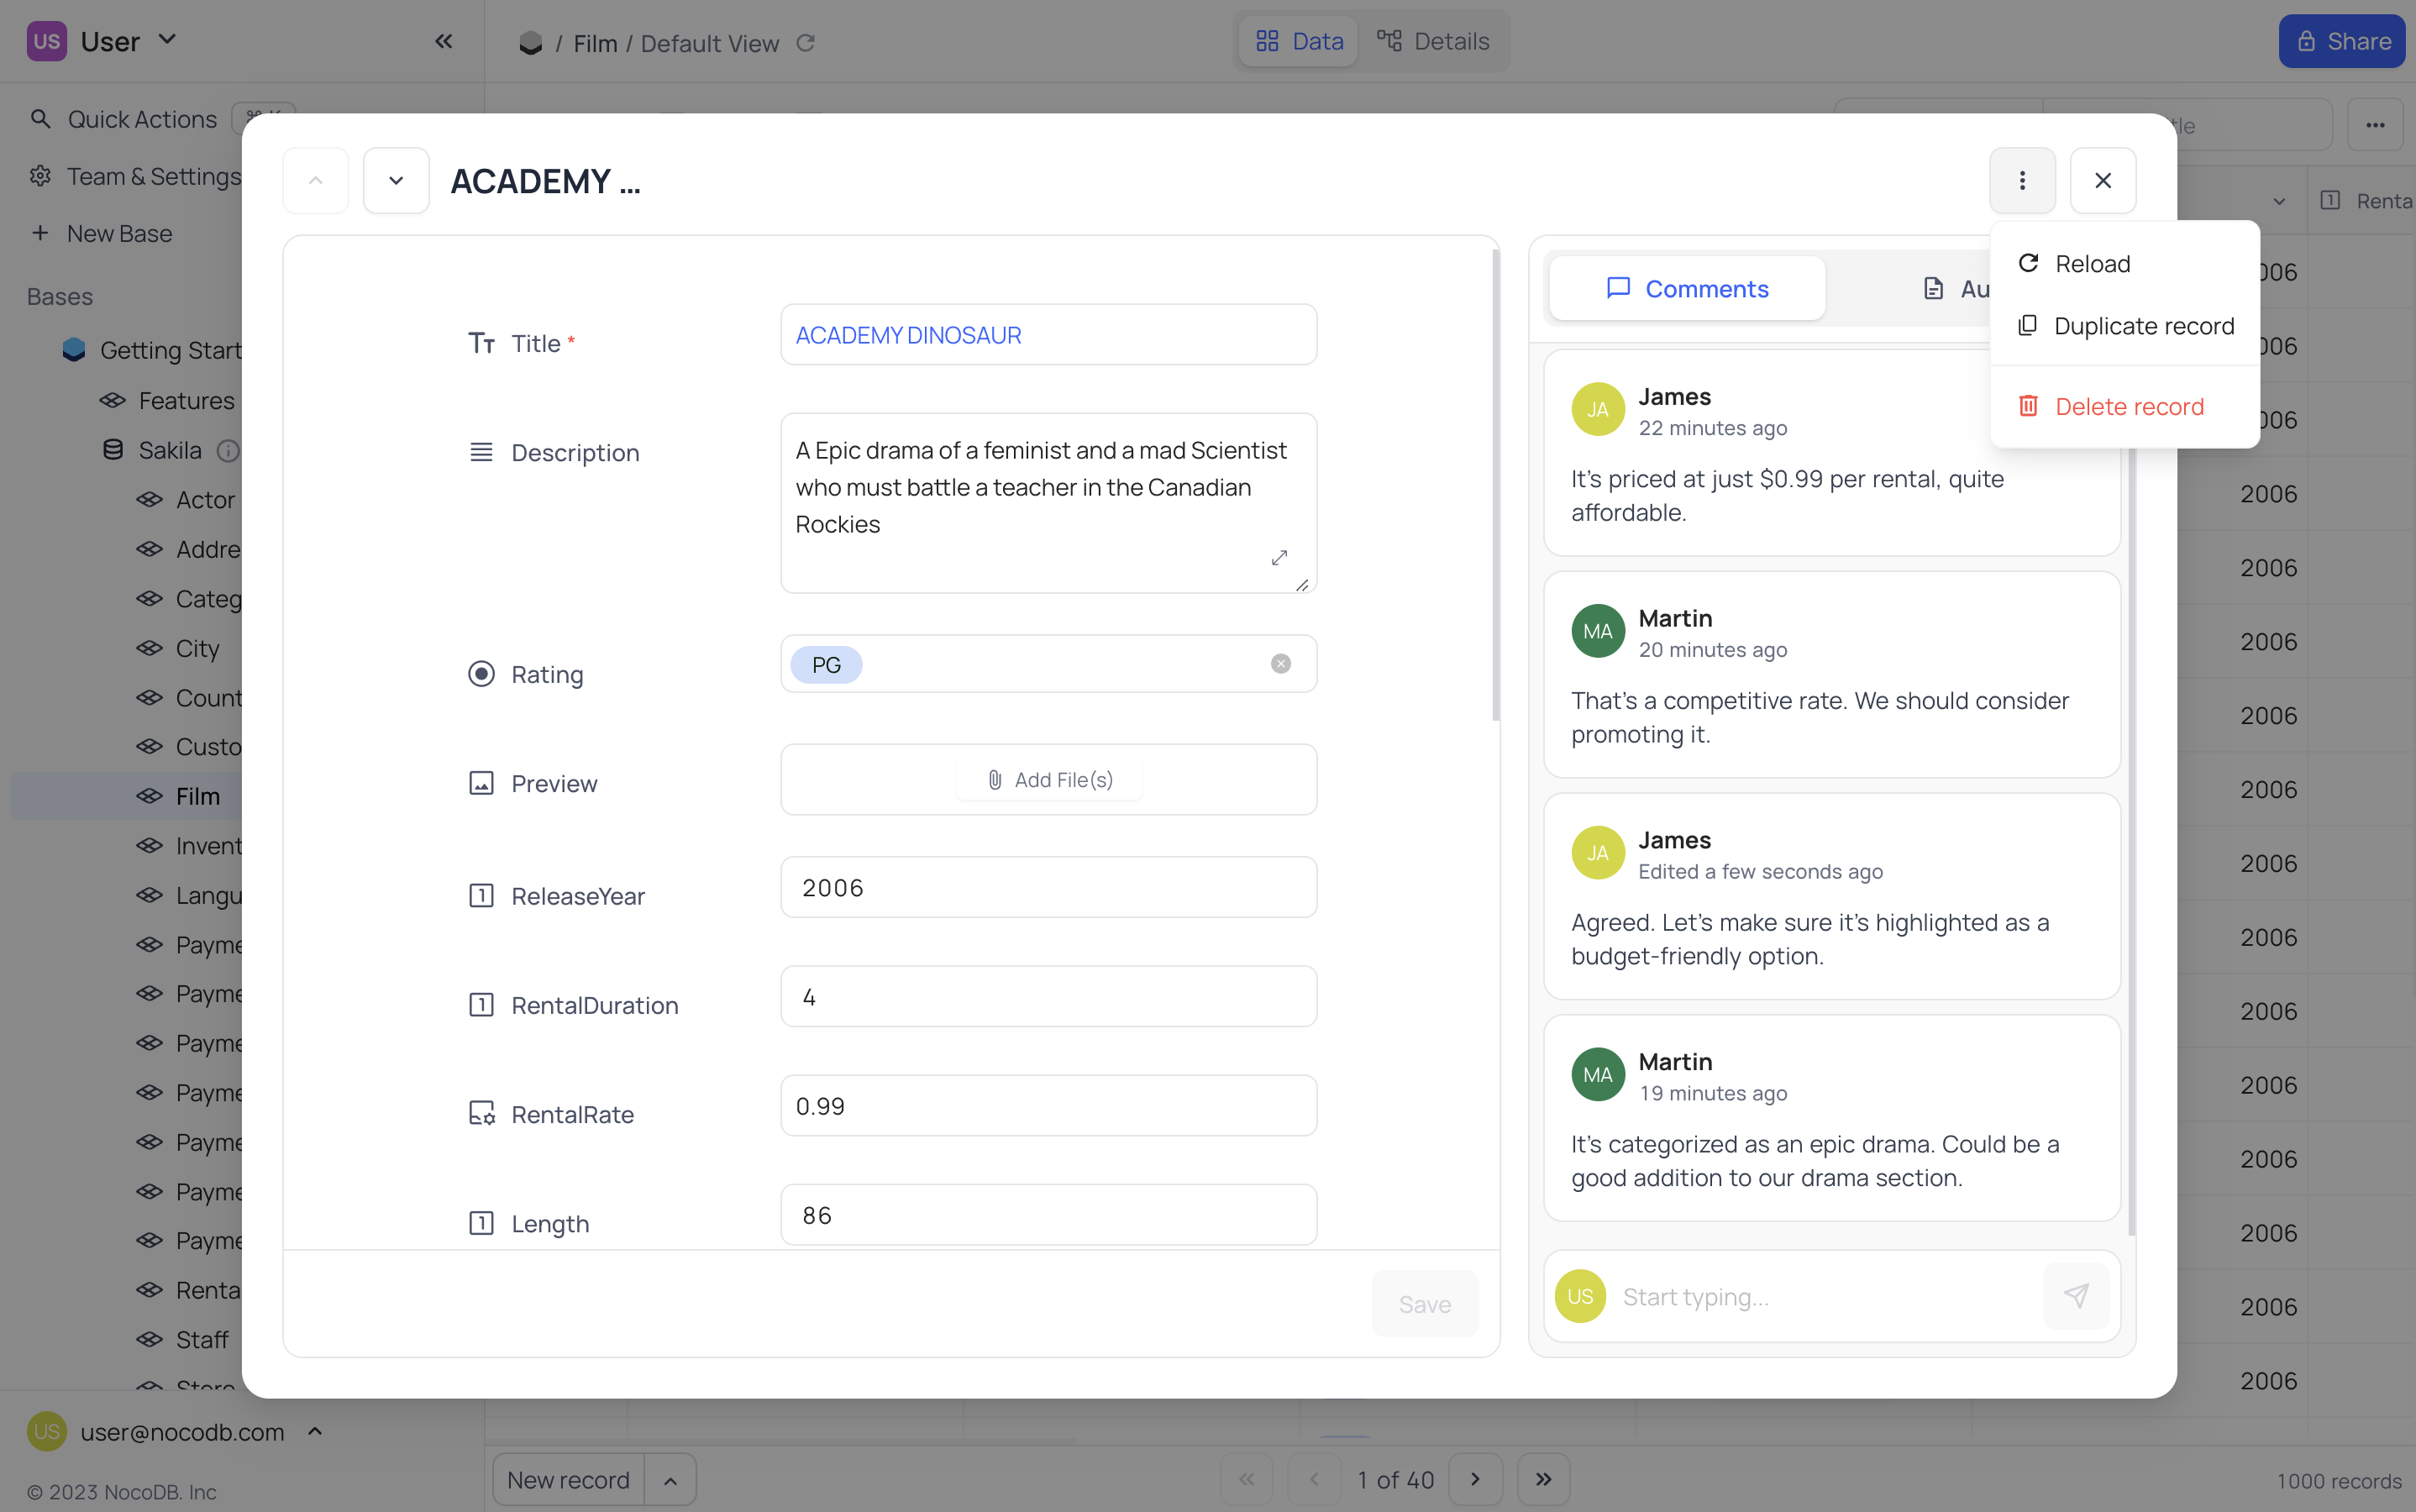 US User
/ Film / Default View
Data
Details
Share
Quick Actions
Team & Settings
New Base
Bases
Getting Start
Features
Sakila
Actor
Addre
Categ
City
Count
Custo
Film
Invent
Langu
Payme
Payme
Payme
Payme
Payme
Payme
Payme
Renta
Staff
Store
US user@nocodb.com
© 2023 NocoDB. Inc
ACADEMY ...
Title *
ACADEMY DINOSAUR
Description
A Epic drama of a feminist and a mad Scientist
who must battle a teacher in the Canadian
Rockies
Rating
PG
Preview
Add File(s)
ReleaseYear
2006
RentalDuration
4
RentalRate
0.99
Length
86
Save
Comments
Au
Reload
Duplicate record
Delete record
JA James
22 minutes ago
It's priced at just $0.99 per rental, quite
affordable.
MA Martin
20 minutes ago
That's a competitive rate. We should consider
promoting it.
JA James
Edited a few seconds ago
Agreed. Let's make sure it's highlighted as a
budget-friendly option.
MA Martin
19 minutes ago
It's categorized as an epic drama. Could be a
good addition to our drama section.
US Start typing...
tle
Renta
006
006
006
2006
2006
2006
2006
2006
2006
2006
2006
2006
2006
2006
2006
2006
New record
1 of 40
1000 records